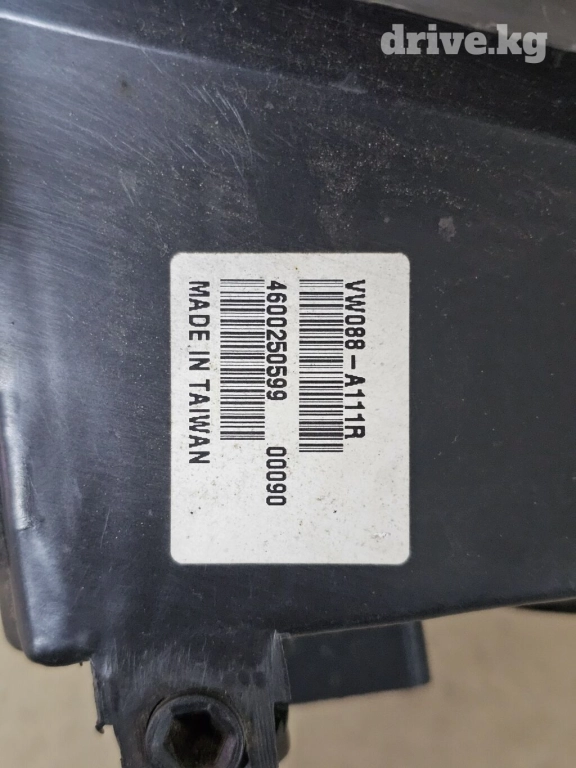 drive.kg
VW088-A111R
4600250599 00090
MADE IN TAIWAN